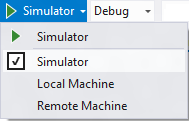 Simulator Debug
Simulator
Simulator
Local Machine
Remote Machine